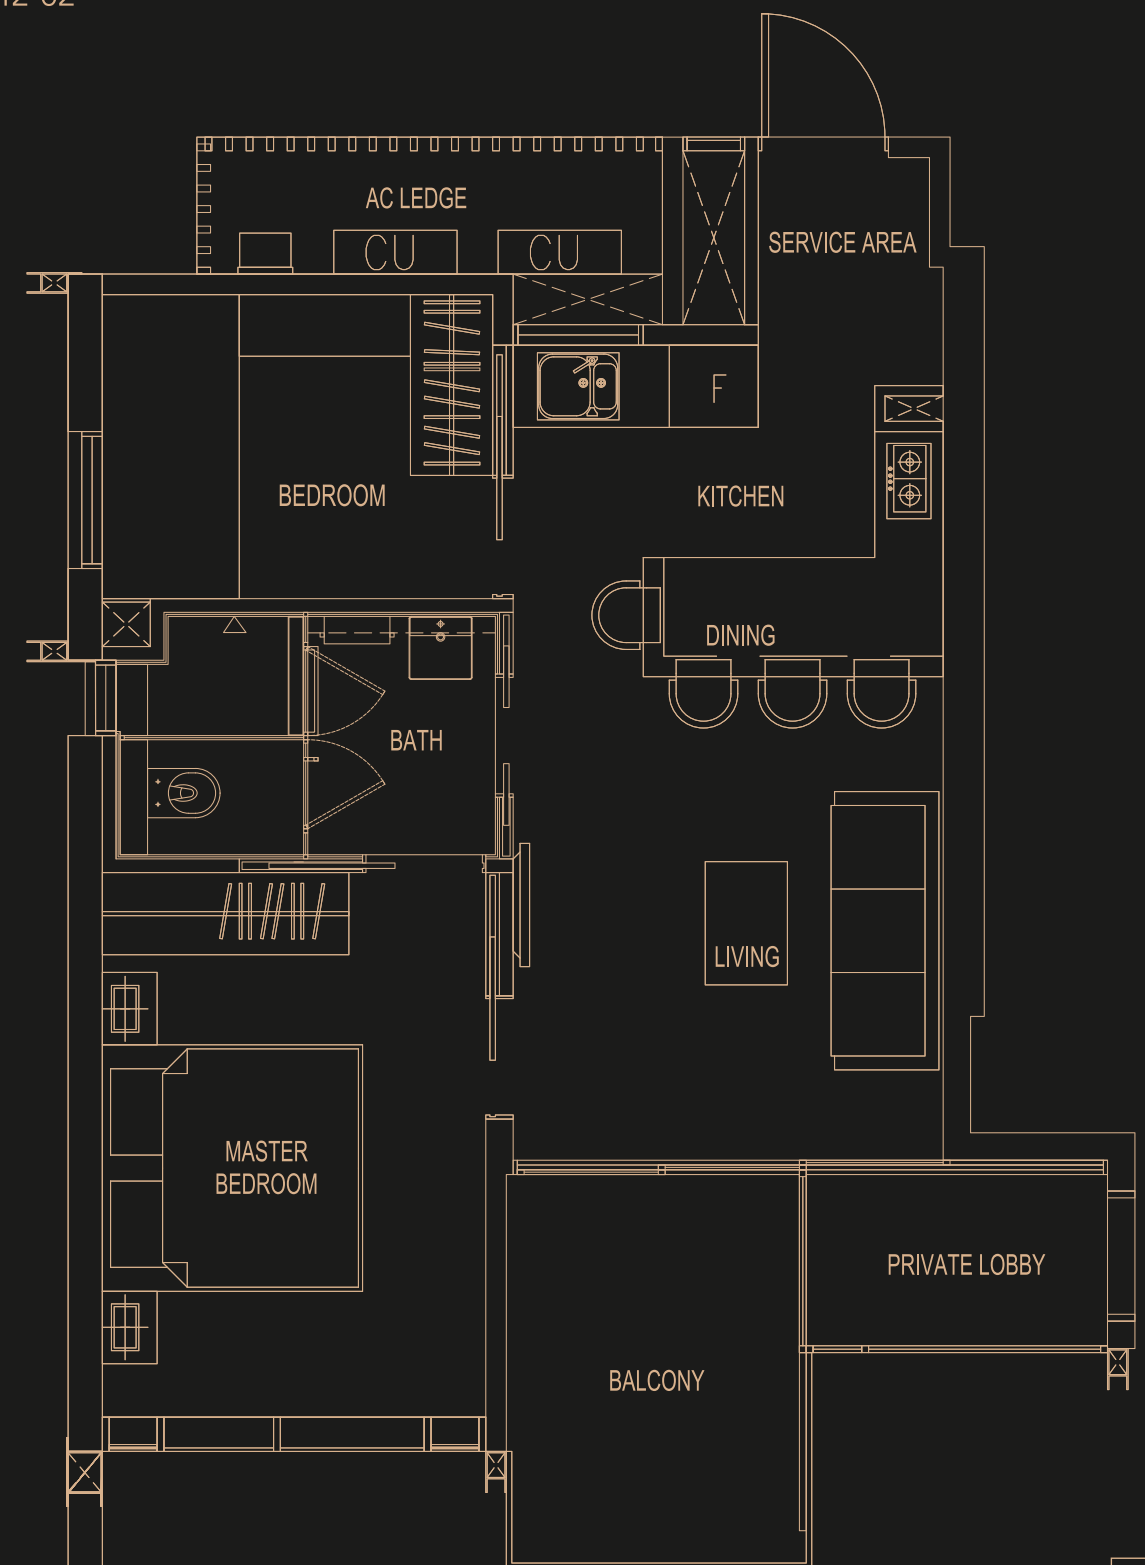 AC LEDGE
CU
CU
SERVICE AREA
F
BEDROOM
KITCHEN
DINING
BATH
LIVING
MASTER
BEDROOM
PRIVATE LOBBY
BALCONY